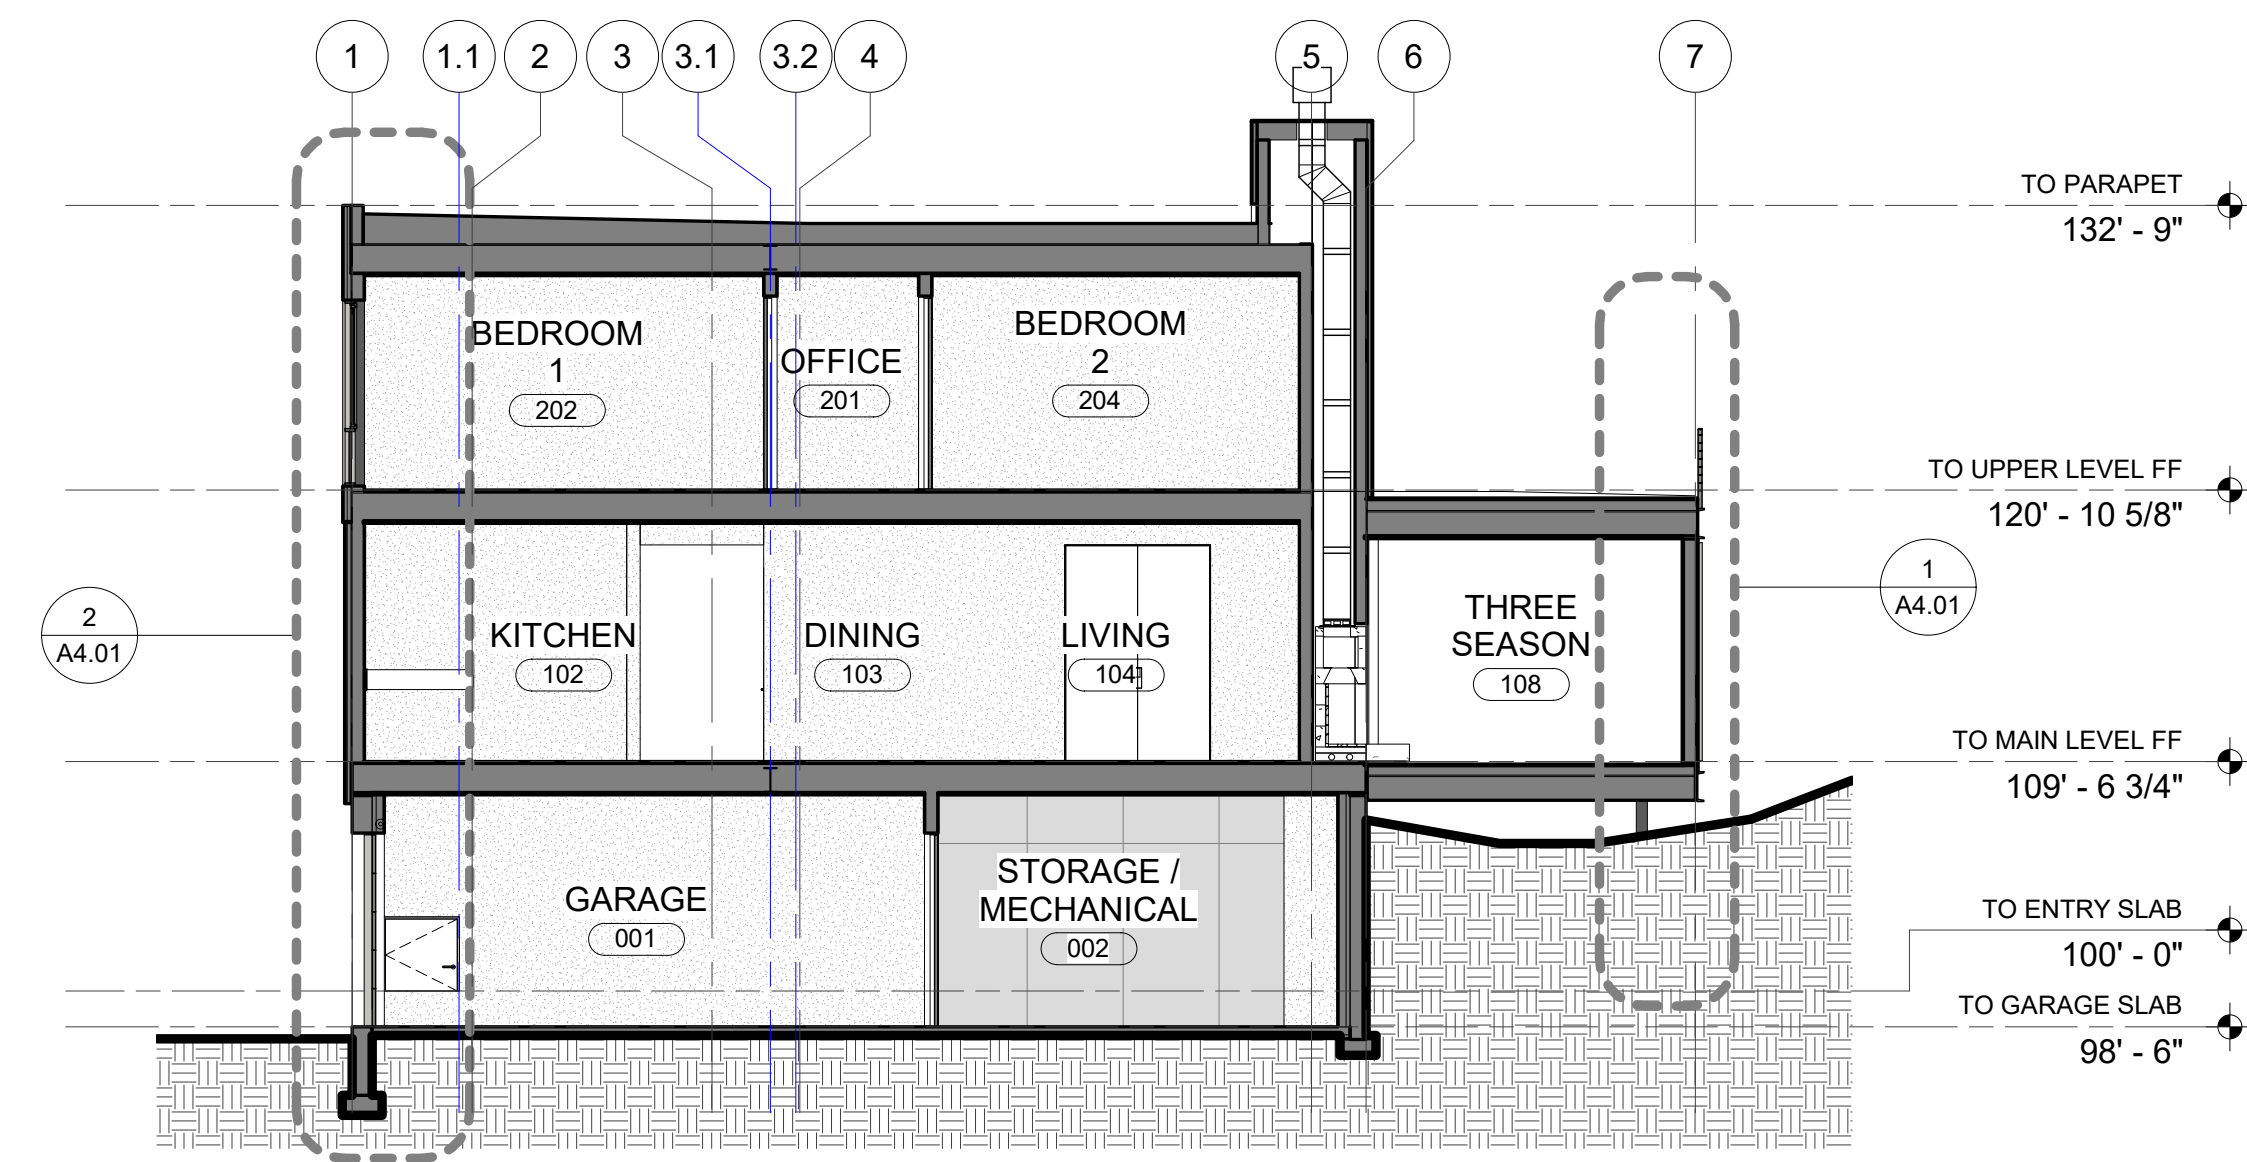 1
1.1
2
3
3.1
3.2
4
5
6
7
TO PARAPET
132' - 9"
BEDROOM
1
202
OFFICE
201
BEDROOM
2
204
TO UPPER LEVEL FF
120' - 10 5/8"
2
A4.01
KITCHEN
102
DINING
103
LIVING
104
THREE
SEASON
108
1
A4.01
TO MAIN LEVEL FF
109' - 6 3/4"
GARAGE
001
STORAGE /
MECHANICAL
002
TO ENTRY SLAB
100' - 0"
TO GARAGE SLAB
98' - 6"